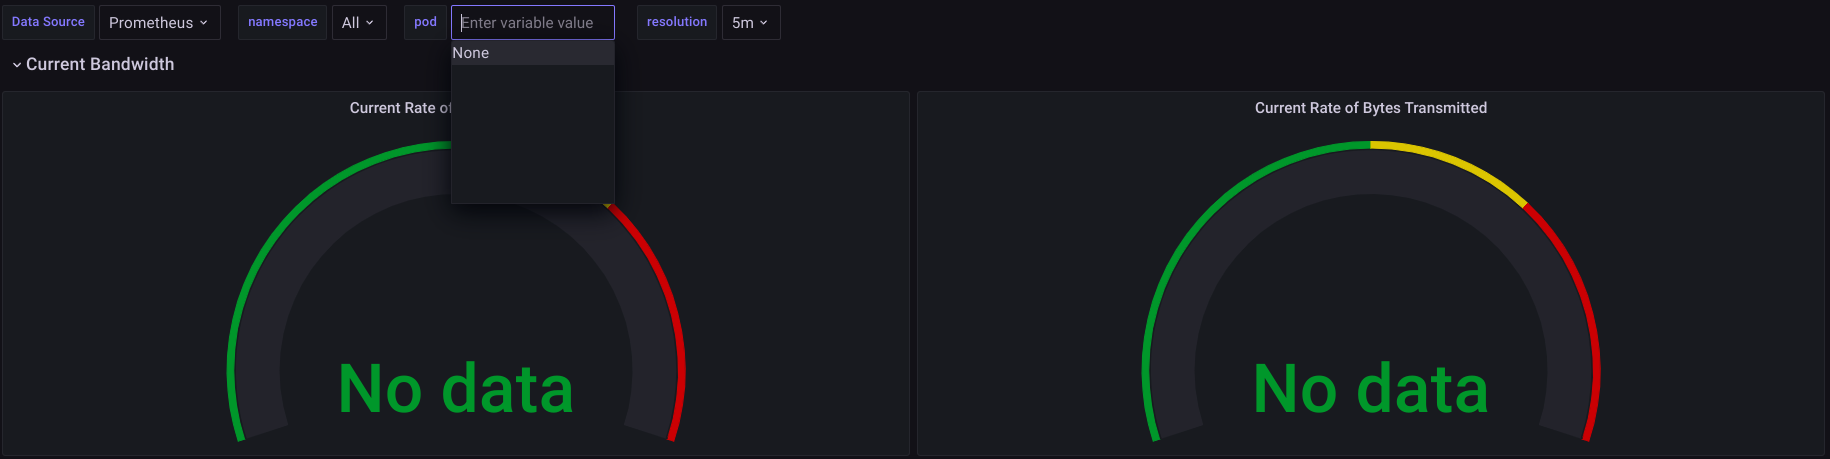 Data Source Prometheus namespace All pod Enter variable value resolution 5m
None
Current Bandwidth
Current Rate of
Current Rate of Bytes Transmitted
No data
No data